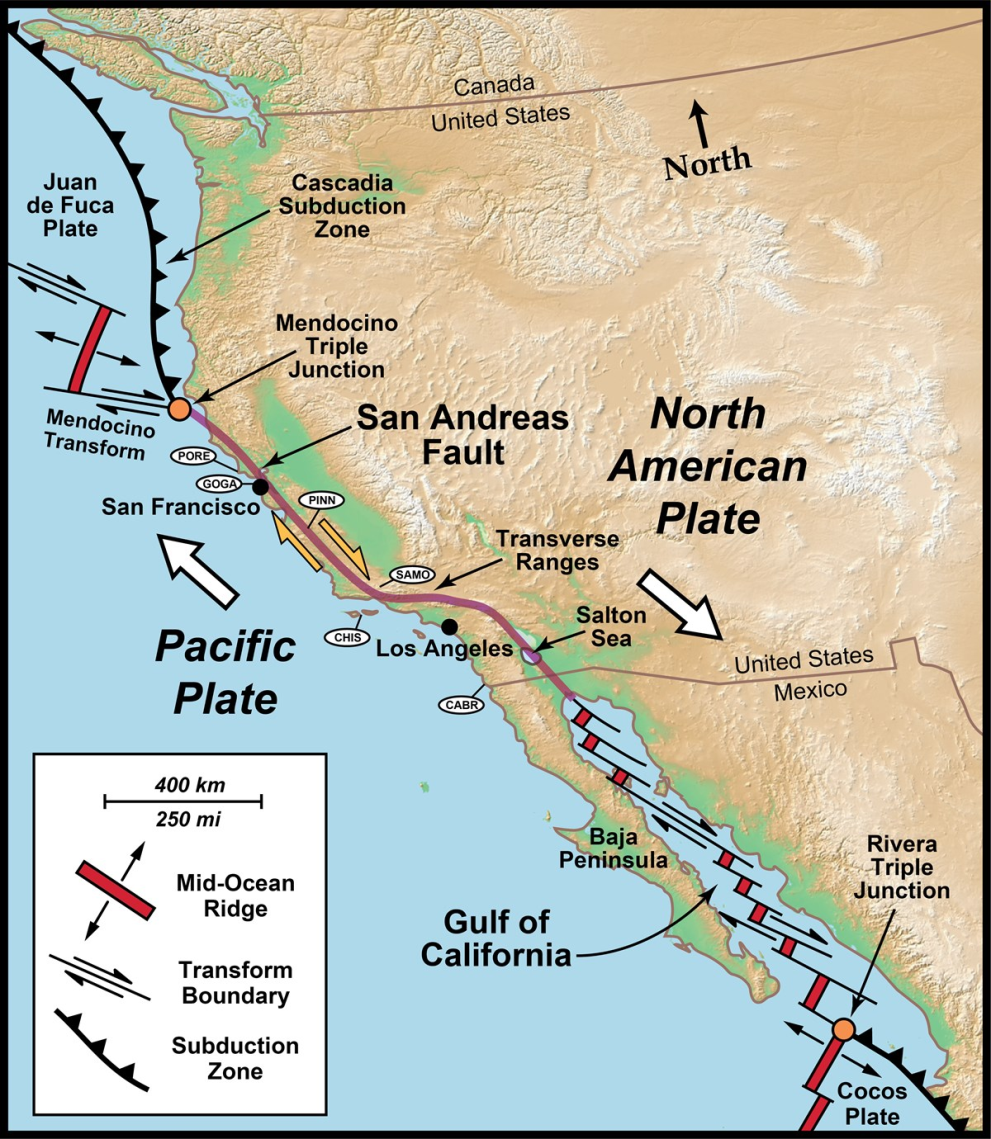 Canada
United States
North
Juan
de Fuca
Plate
Cascadia
Subduction
Zone
Mendocino
Triple
Junction
Mendocino
Transform
San Andreas
Fault
North
American
Plate
PORE
GOGA
San Francisco
PINN
Transverse
Ranges
SAMO
CHIS
Los Angeles
Salton
Sea
Pacific
Plate
CABR
United States
Mexico
400 km
250 mi
Mid-Ocean
Ridge
Transform
Boundary
Subduction
Zone
Baja
Peninsula
Gulf of
California
Rivera
Triple
Junction
Cocos
Plate